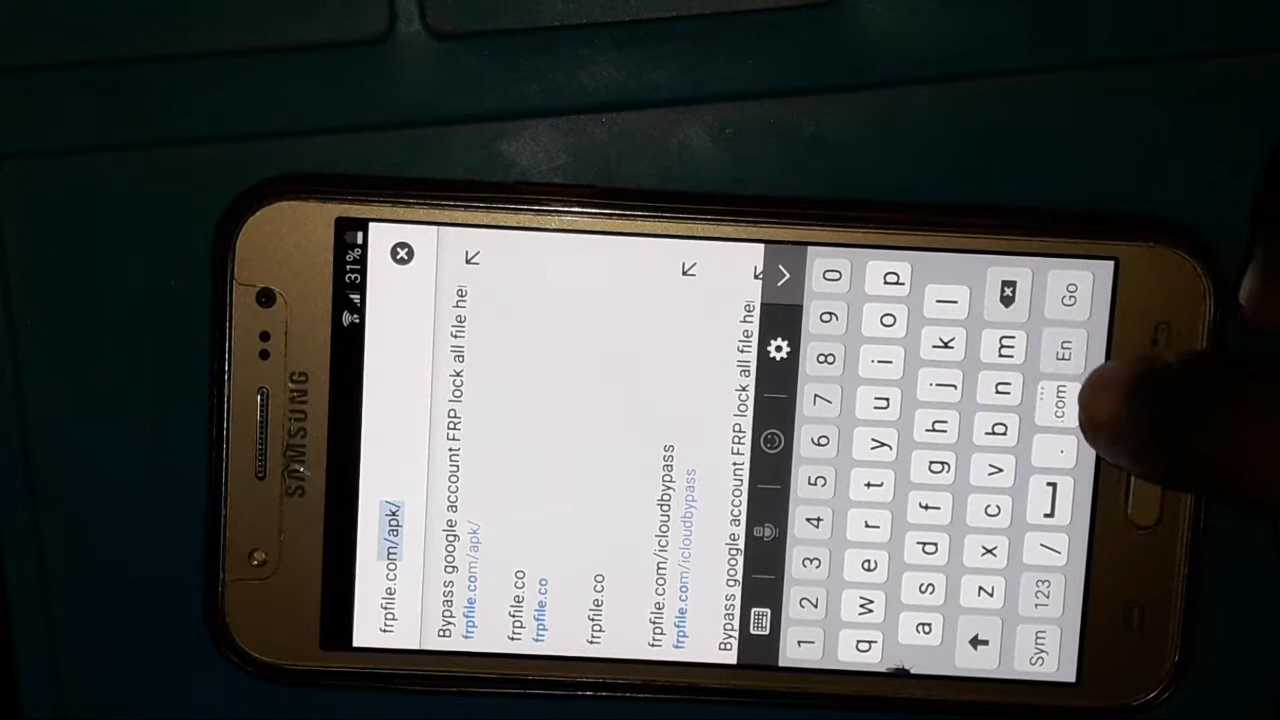 SAMSUNG
31%
frpfile.com/apk/
Bypass google account FRP lock all file her
frpfile.com/apk/
frpfile.co
frpfile.co
frpfile.co
frpfile.com/icloudbypass
frpfile.com/icloudbypass
Bypass google account FRP lock all file her
1 2 3 4 5 6 7 8 9 0
q w e r t y u i o p
a s d f g h j k l
z x c v b n m
Sym 123 / . .com En Go